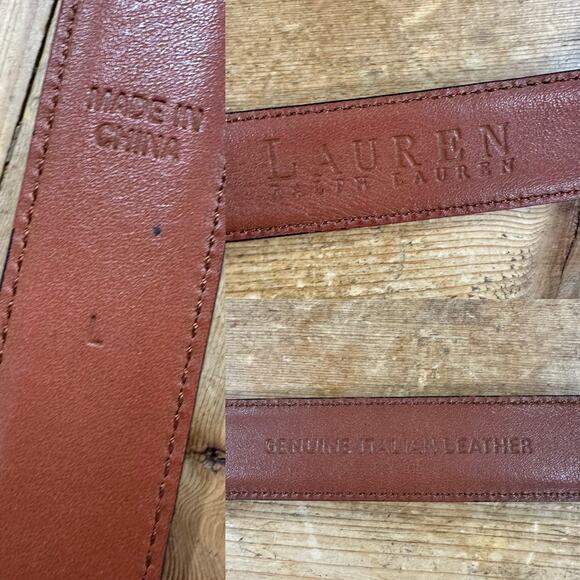 MADE IN
CHINA
L
LAUREN
RALPH LAUREN
GENUINE ITALIAN LEATHER